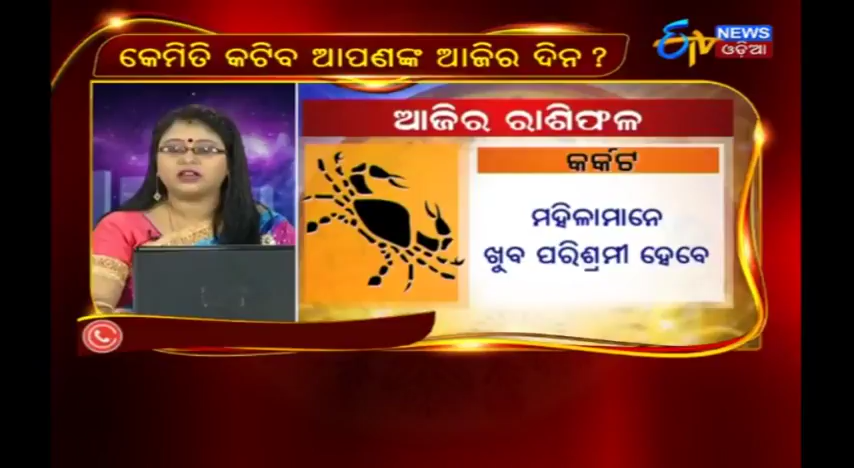 କେମିତି କଟିବ ଆପଣଙ୍କ ଆଜିର ଦିନ ?
ETV NEWS
ଓଡ଼ିଆ
ଆଜିର ରାଶିଫଳ
କର୍କଟ
ମହିଳାମାନେ
ଖୁବ ପରିଶ୍ରମୀ ହେବେ